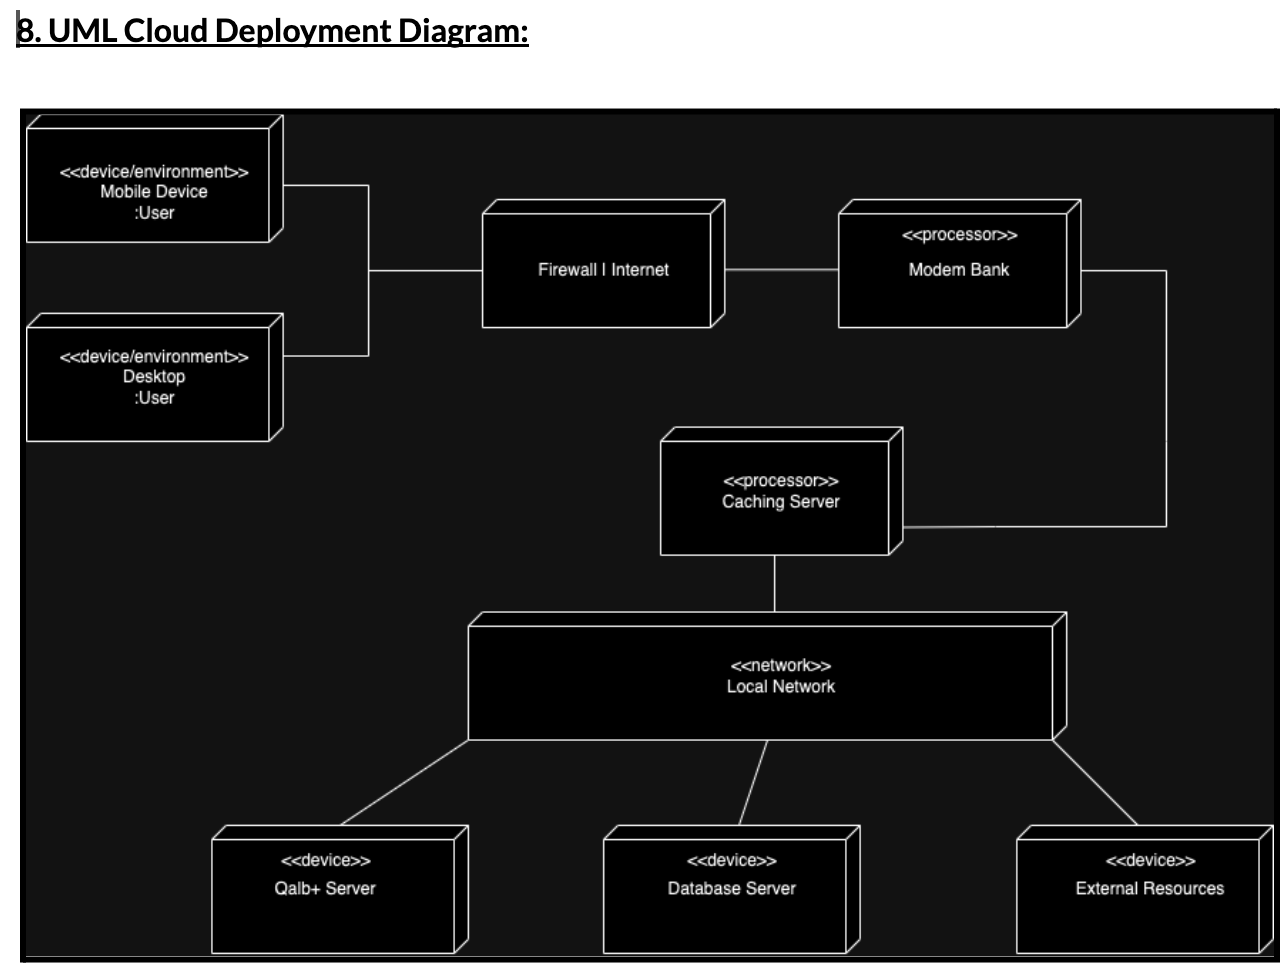 8. UML Cloud Deployment Diagram:
<<device/environment>>
Mobile Device
:User
<<device/environment>>
Desktop
:User
Firewall | Internet
<<processor>>
Modem Bank
<<processor>>
Caching Server
<<network>>
Local Network
<<device>>
Qalb+ Server
<<device>>
Database Server
<<device>>
External Resources